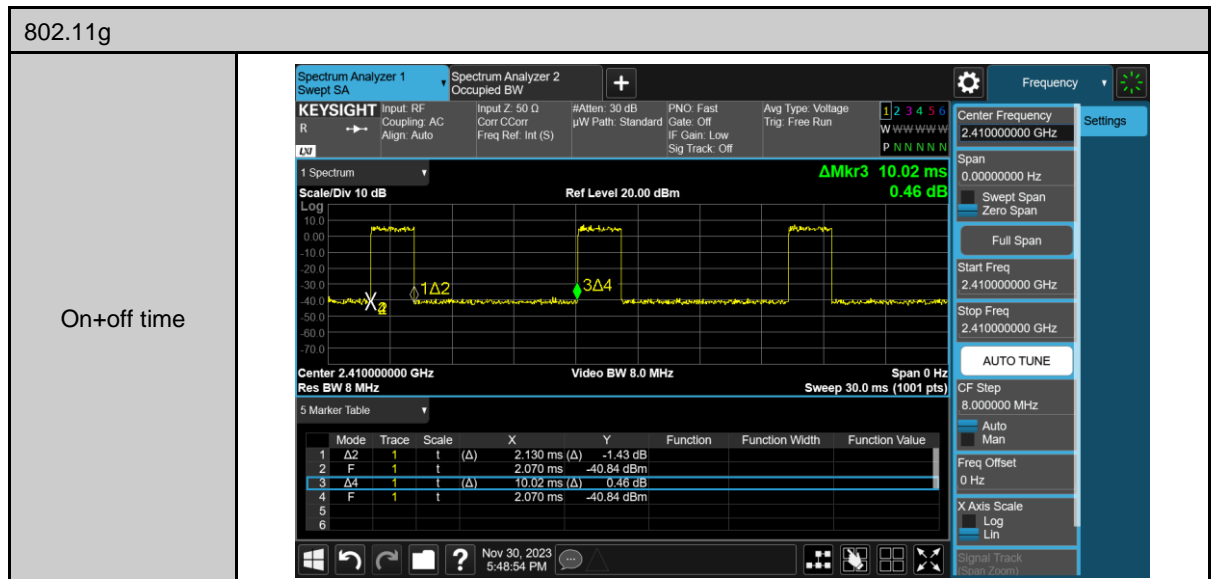 802.11g
On+off time
Spectrum Analyzer 1
Swept SA
Spectrum Analyzer 2
Occupied BW
+
Frequency
KEYSIGHT
R
LXI
Input: RF
Coupling: AC
Align: Auto
Input Z: 50 Ω
Corr CCorr
Freq Ref: Int (S)
#Atten: 30 dB
µW Path: Standard
PNO: Fast
Gate: Off
IF Gain: Low
Sig Track: Off
Avg Type: Voltage
Trig: Free Run
1 2 3 4 5 6
W W W W W W
P N N N N N
1 Spectrum
Scale/Div 10 dB
Ref Level 20.00 dBm
ΔMkr3 10.02 ms
0.46 dB
Log
10.0
0.00
-10.0
-20.0
-30.0
-40.0
-50.0
-60.0
-70.0
1Δ2
3Δ4
Center 2.410000000 GHz
Video BW 8.0 MHz
Span 0 Hz
Res BW 8 MHz
Sweep 30.0 ms (1001 pts)
5 Marker Table
Mode Trace Scale X Y Function Function Width Function Value
1 Δ2 1 t (Δ) 2.130 ms (Δ) -1.43 dB
2 F 1 t 2.070 ms -40.84 dBm
3 Δ4 1 t (Δ) 10.02 ms (Δ) 0.46 dB
4 F 1 t 2.070 ms -40.84 dBm
5
6
?
Nov 30, 2023
5:48:54 PM
Center Frequency
2.410000000 GHz
Settings
Span
0.00000000 Hz
Swept Span
Zero Span
Full Span
Start Freq
2.410000000 GHz
Stop Freq
2.410000000 GHz
AUTO TUNE
CF Step
8.000000 MHz
Auto
Man
Freq Offset
0 Hz
X Axis Scale
Log
Lin
Signal Track
(Span Zoom)